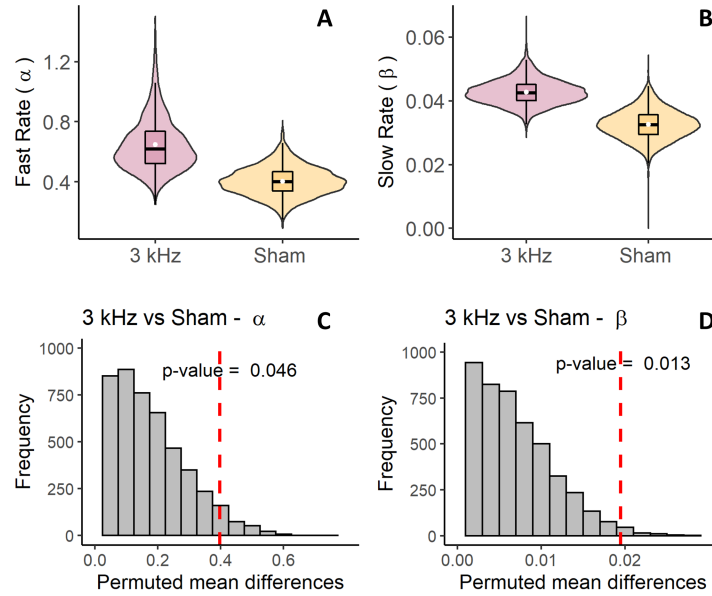 A
Fast Rate ( α )
1.2
0.8
0.4
3 kHz
Sham
B
Slow Rate ( β )
0.06
0.04
0.02
0.00
3 kHz
Sham
3 kHz vs Sham - α
C
p-value = 0.046
Frequency
1000
750
500
250
0
0.0
0.2
0.4
0.6
Permuted mean differences
3 kHz vs Sham - β
D
p-value = 0.013
Frequency
1000
750
500
250
0
0.00
0.01
0.02
Permuted mean differences